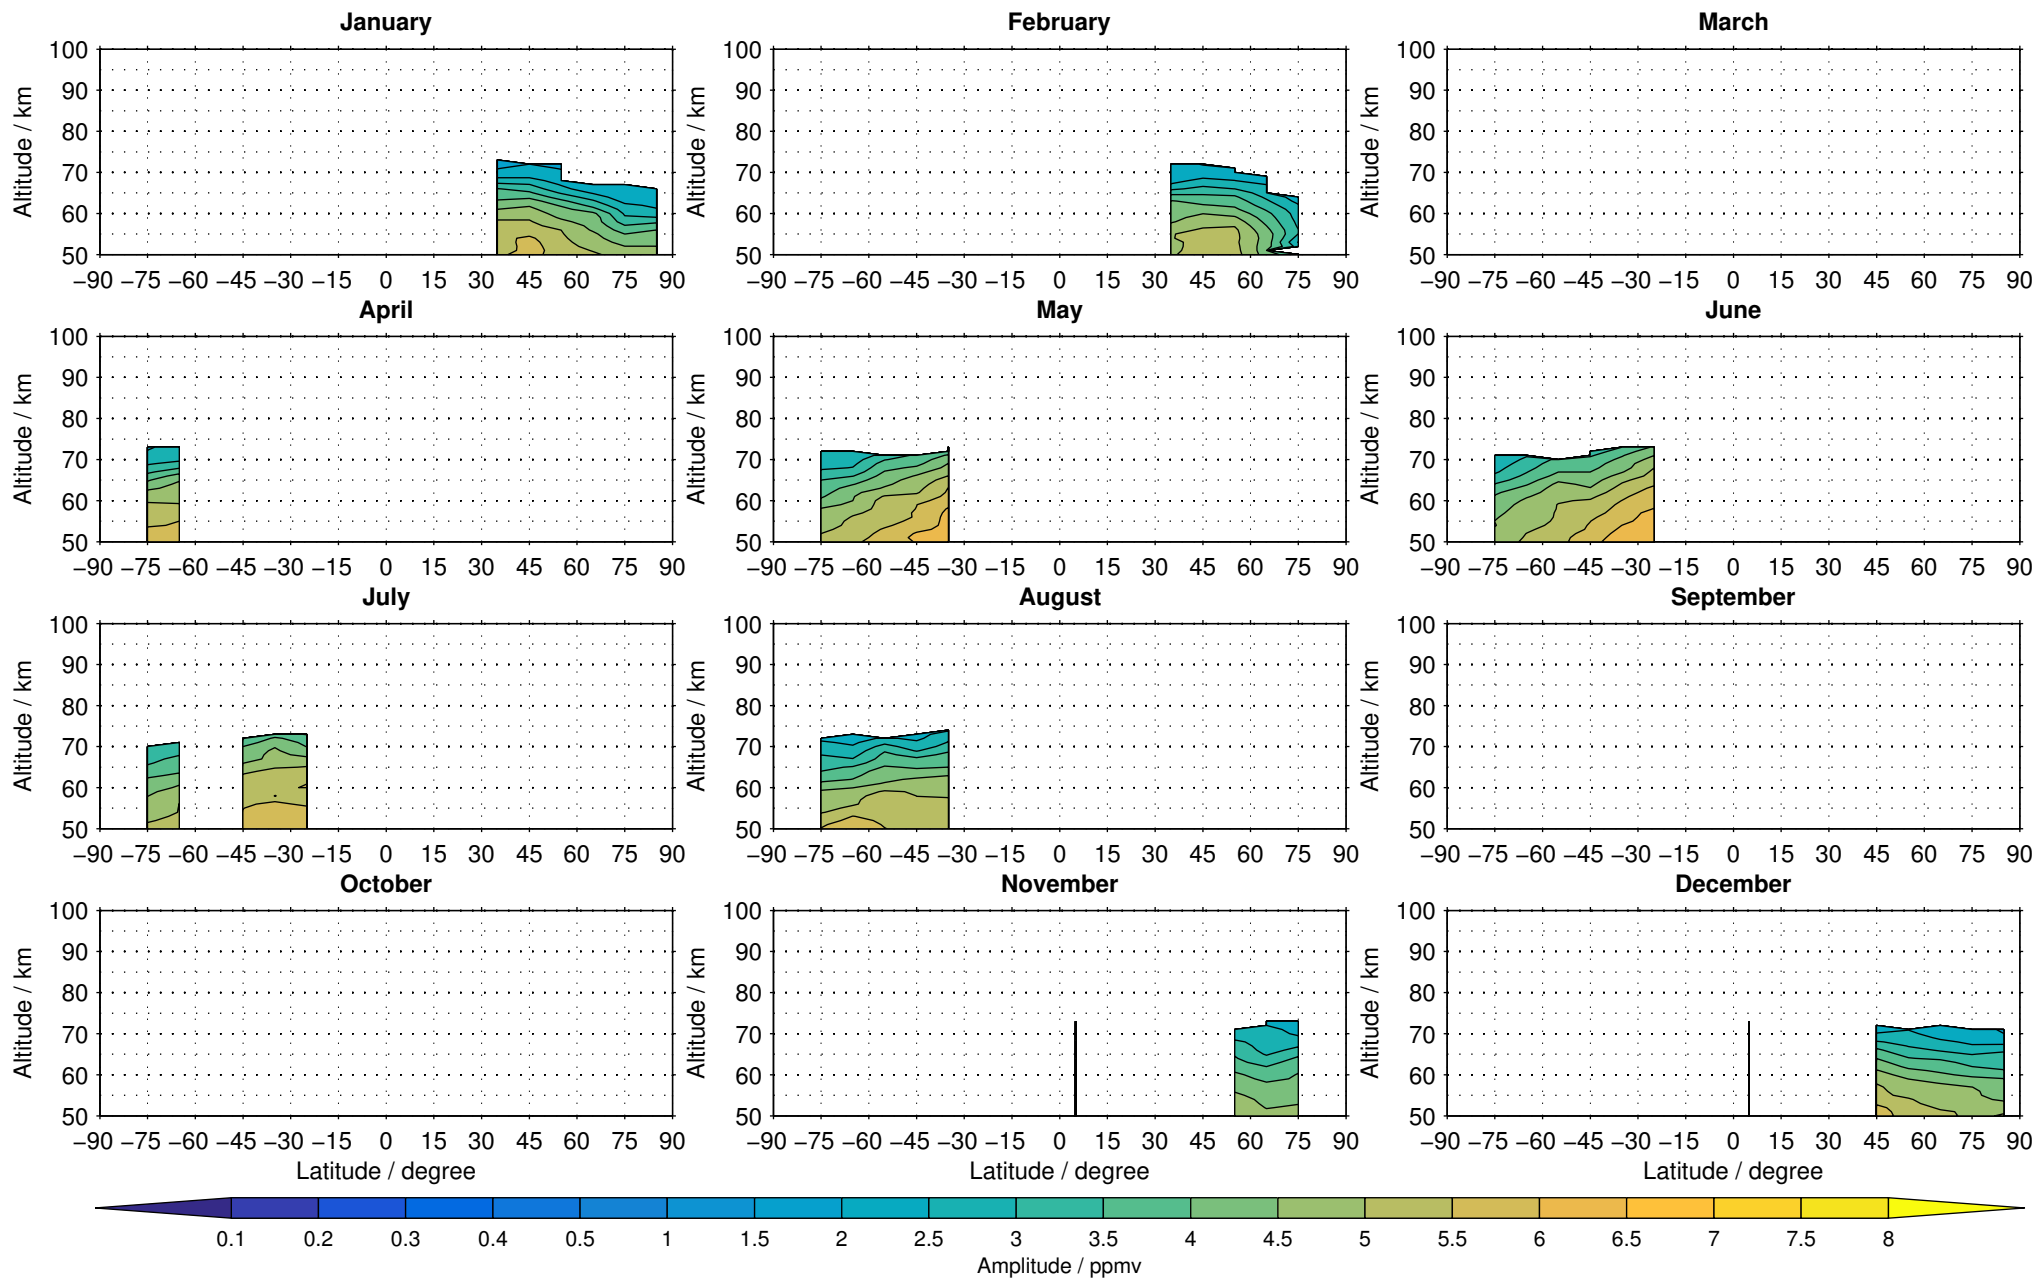 January February March
100 100 100
90 90 90
80 80 80
70 70 70
60 60 60
50 50 50
Altitude / km Altitude / km Altitude / km
−90 −75 −60 −45 −30 −15 0 15 30 45 60 75 90 −90 −75 −60 −45 −30 −15 0 15 30 45 60 75 90 −90 −75 −60 −45 −30 −15 0 15 30 45 60 75 90
April May June
100 100 100
90 90 90
80 80 80
70 70 70
60 60 60
50 50 50
Altitude / km Altitude / km Altitude / km
−90 −75 −60 −45 −30 −15 0 15 30 45 60 75 90 −90 −75 −60 −45 −30 −15 0 15 30 45 60 75 90 −90 −75 −60 −45 −30 −15 0 15 30 45 60 75 90
July August September
100 100 100
90 90 90
80 80 80
70 70 70
60 60 60
50 50 50
Altitude / km Altitude / km Altitude / km
−90 −75 −60 −45 −30 −15 0 15 30 45 60 75 90 −90 −75 −60 −45 −30 −15 0 15 30 45 60 75 90 −90 −75 −60 −45 −30 −15 0 15 30 45 60 75 90
October November December
100 100 100
90 90 90
80 80 80
70 70 70
60 60 60
50 50 50
Altitude / km Altitude / km Altitude / km
−90 −75 −60 −45 −30 −15 0 15 30 45 60 75 90 −90 −75 −60 −45 −30 −15 0 15 30 45 60 75 90 −90 −75 −60 −45 −30 −15 0 15 30 45 60 75 90
Latitude / degree Latitude / degree Latitude / degree
0.1 0.2 0.3 0.4 0.5 1 1.5 2 2.5 3 3.5 4 4.5 5 5.5 6 6.5 7 7.5 8
Amplitude / ppmv